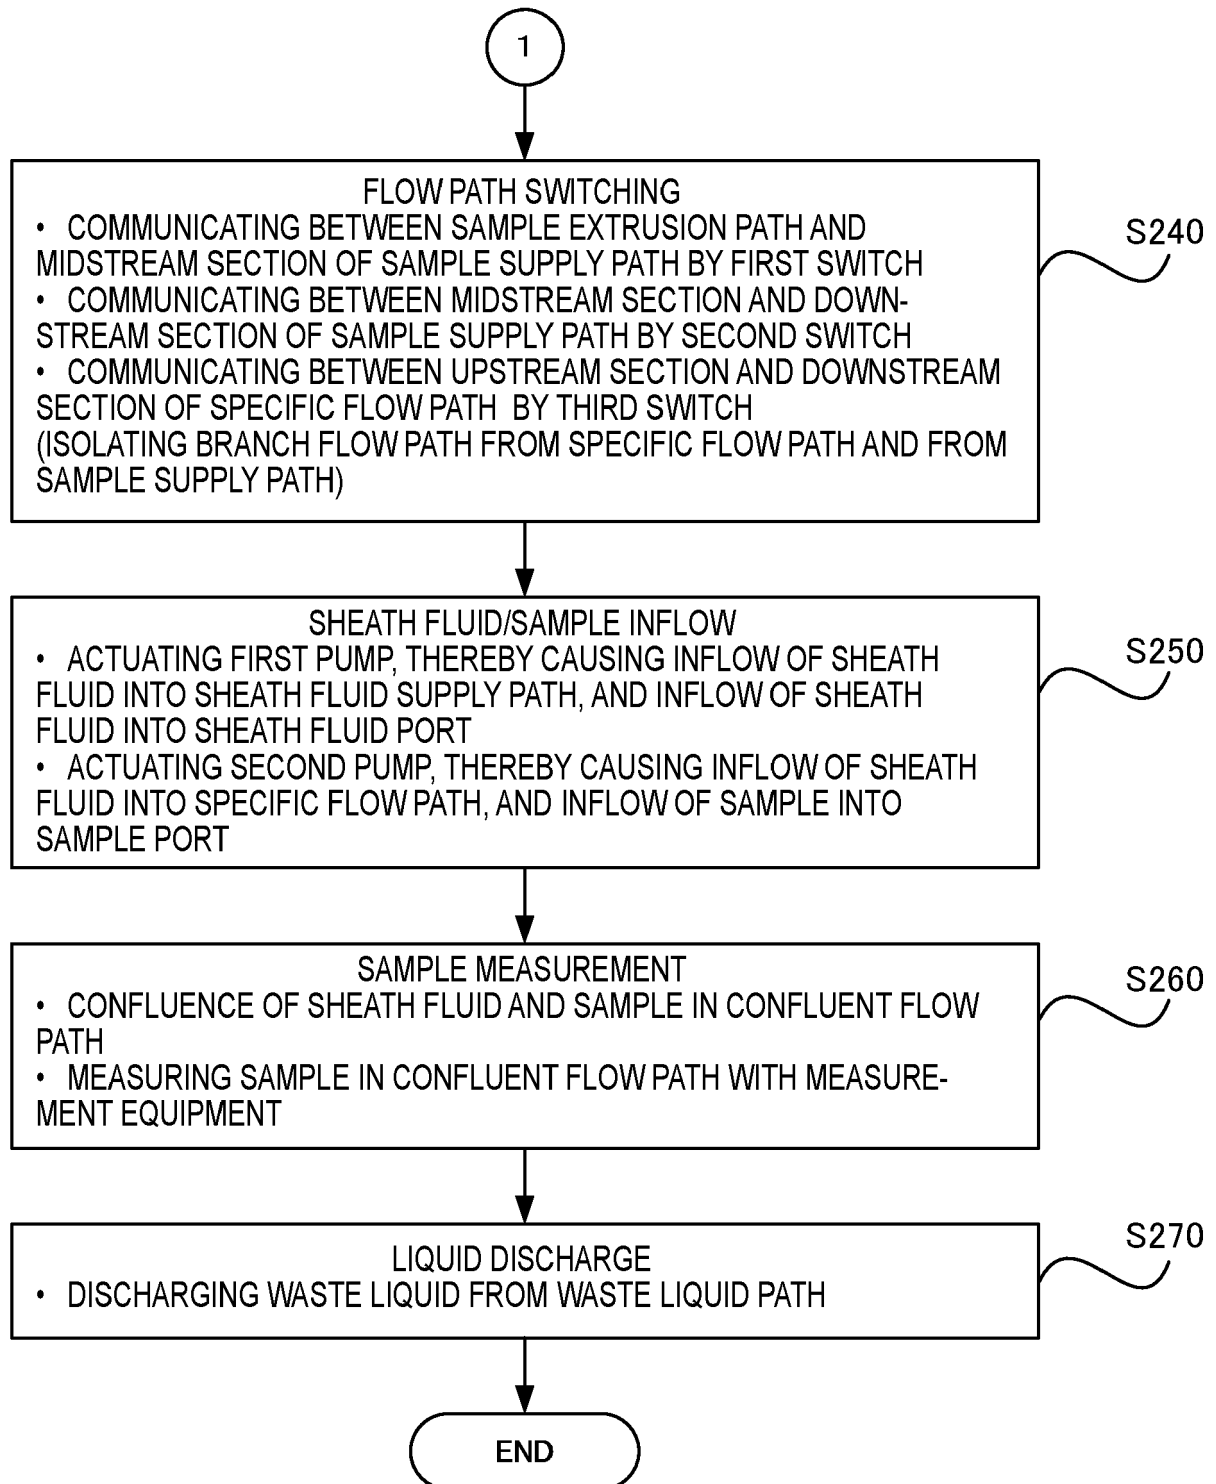 1
FLOW PATH SWITCHING
• COMMUNICATING BETWEEN SAMPLE EXTRUSION PATH AND
MIDSTREAM SECTION OF SAMPLE SUPPLY PATH BY FIRST SWITCH
• COMMUNICATING BETWEEN MIDSTREAM SECTION AND DOWN-
STREAM SECTION OF SAMPLE SUPPLY PATH BY SECOND SWITCH
• COMMUNICATING BETWEEN UPSTREAM SECTION AND DOWNSTREAM
SECTION OF SPECIFIC FLOW PATH BY THIRD SWITCH
(ISOLATING BRANCH FLOW PATH FROM SPECIFIC FLOW PATH AND FROM
SAMPLE SUPPLY PATH)
S240
SHEATH FLUID/SAMPLE INFLOW
• ACTUATING FIRST PUMP, THEREBY CAUSING INFLOW OF SHEATH
FLUID INTO SHEATH FLUID SUPPLY PATH, AND INFLOW OF SHEATH
FLUID INTO SHEATH FLUID PORT
• ACTUATING SECOND PUMP, THEREBY CAUSING INFLOW OF SHEATH
FLUID INTO SPECIFIC FLOW PATH, AND INFLOW OF SAMPLE INTO
SAMPLE PORT
S250
SAMPLE MEASUREMENT
• CONFLUENCE OF SHEATH FLUID AND SAMPLE IN CONFLUENT FLOW
PATH
• MEASURING SAMPLE IN CONFLUENT FLOW PATH WITH MEASURE-
MENT EQUIPMENT
S260
LIQUID DISCHARGE
• DISCHARGING WASTE LIQUID FROM WASTE LIQUID PATH
S270
END